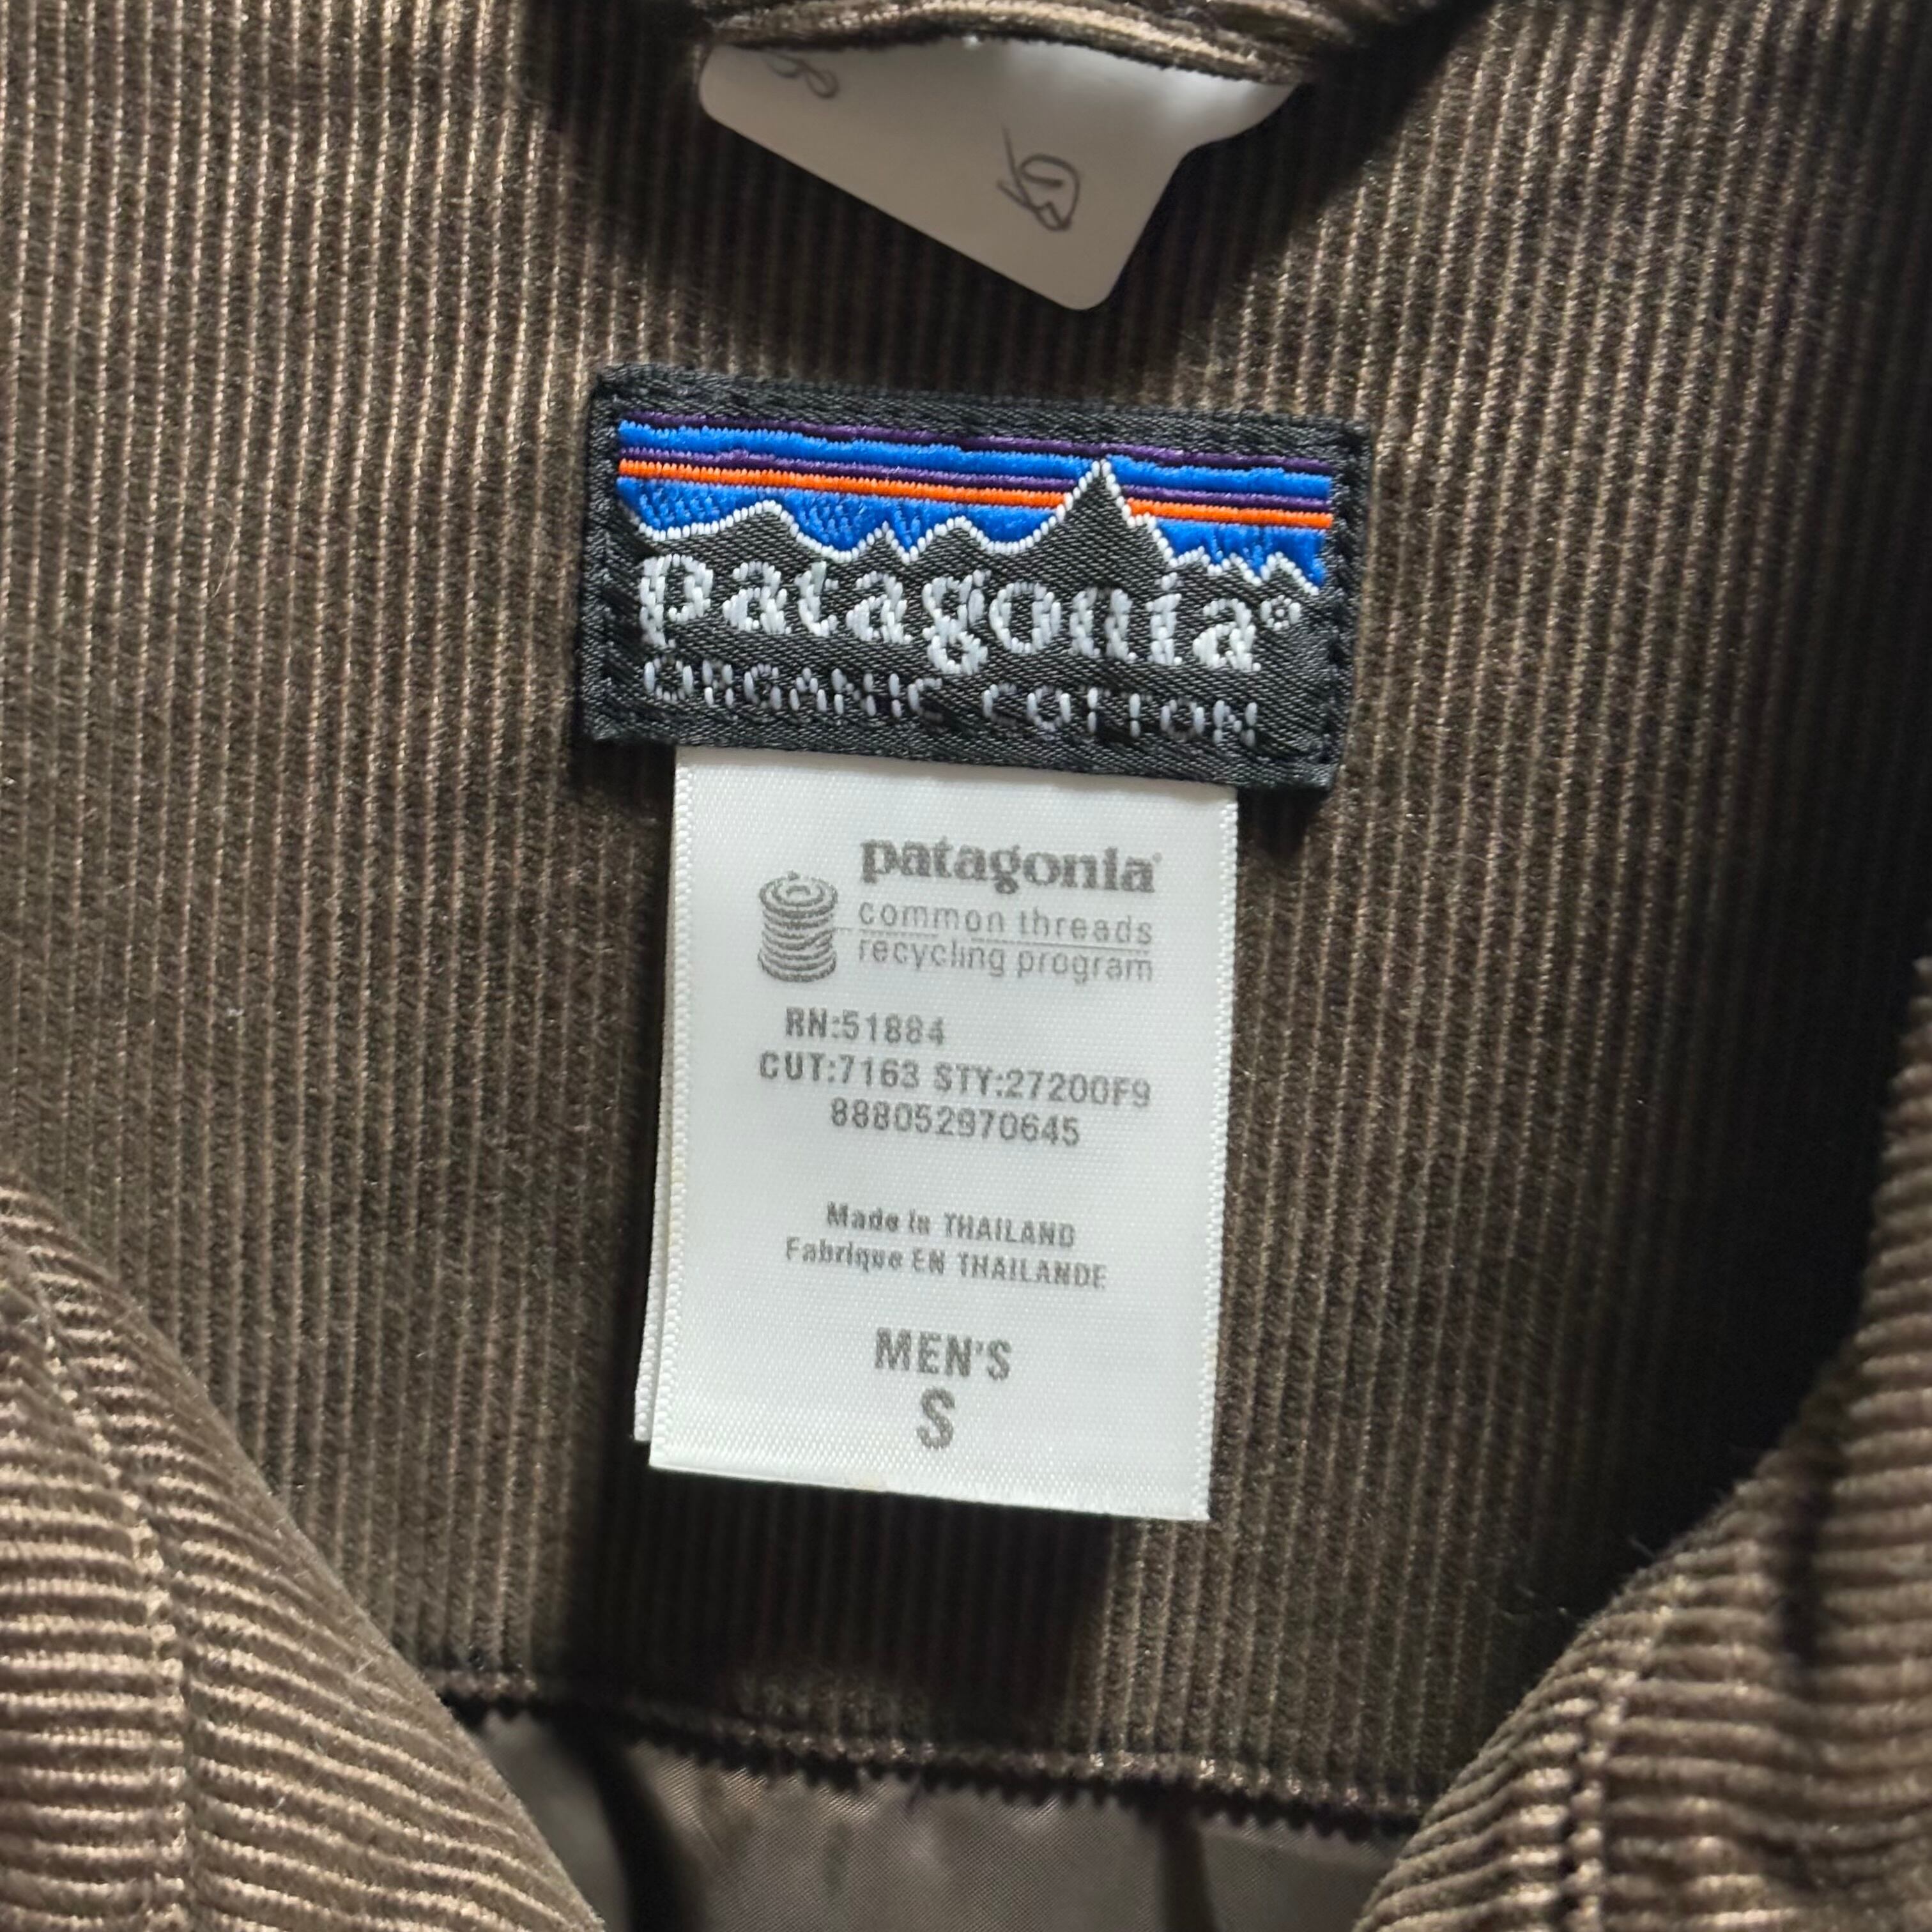 patagonia®
ORGANIC COTTON
patagonia®
common threads
recycling program
RN:51884
CUT:7163 STY:27200F9
888052970645
Made in THAILAND
Fabrique EN THAILANDE
MEN'S
S